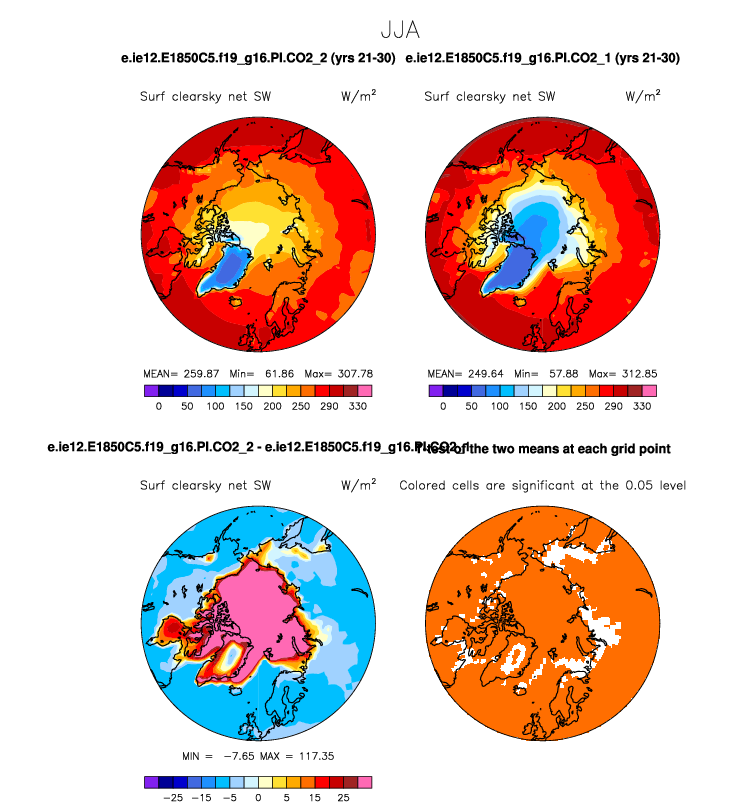 JJA
e.ie12.E1850C5.f19_g16.PI.CO2_2 (yrs 21-30) e.ie12.E1850C5.f19_g16.PI.CO2_1 (yrs 21-30)
Surf clearsky net SW W/m²
Surf clearsky net SW W/m²
MEAN= 259.87 Min= 61.86 Max= 307.78
0 50 100 150 200 250 290 330
MEAN= 249.64 Min= 57.88 Max= 312.85
0 50 100 150 200 250 290 330
e.ie12.E1850C5.f19_g16.PI.CO2_2 - e.ie12.E1850C5.f19_g16.PI.CO2_1
T-test of the two means at each grid point
Surf clearsky net SW W/m²
Colored cells are significant at the 0.05 level
MIN = -7.65 MAX = 117.35
-25 -15 -5 0 5 15 25